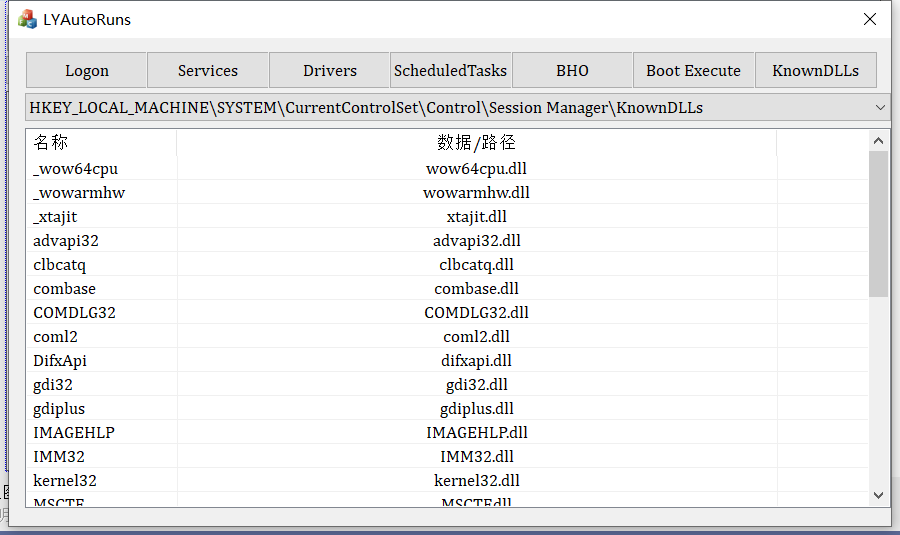 LYAutoRuns
Logon Services Drivers ScheduledTasks BHO Boot Execute KnownDLLs
HKEY_LOCAL_MACHINE\SYSTEM\CurrentControlSet\Control\Session Manager\KnownDLLs
名称 数据/路径
_wow64cpu wow64cpu.dll
_wowarmhw wowarmhw.dll
_xtajit xtajit.dll
advapi32 advapi32.dll
clbcatq clbcatq.dll
combase combase.dll
COMDLG32 COMDLG32.dll
coml2 coml2.dll
DifxApi difxapi.dll
gdi32 gdi32.dll
gdiplus gdiplus.dll
IMAGEHLP IMAGEHLP.dll
IMM32 IMM32.dll
kernel32 kernel32.dll
MSCTF MSCTF.dll